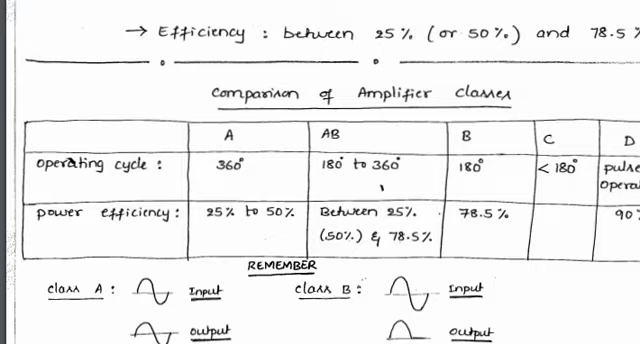 → Efficiency : between 25% (or 50%) and 78.5%
Comparison of Amplifier classes
A AB B C D
operating cycle : 360° 180° to 360° 180° < 180° pulse
opera
power efficiency : 25% to 50% Between 25% 78.5% 90%
(50%) & 78.5%
REMEMBER
class A : Input class B : Input
output output